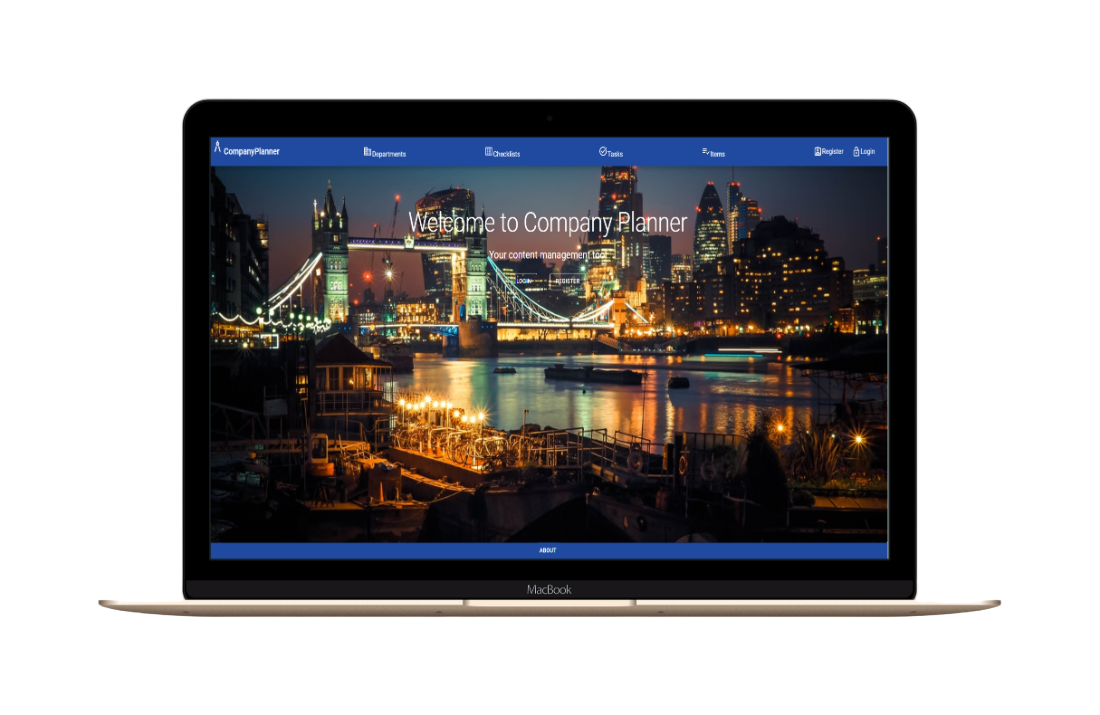 CompanyPlanner Departments Checklists Tasks Items Register Login
Welcome to Company Planner
Your content management tool
LOGIN REGISTER
ABOUT
MacBook